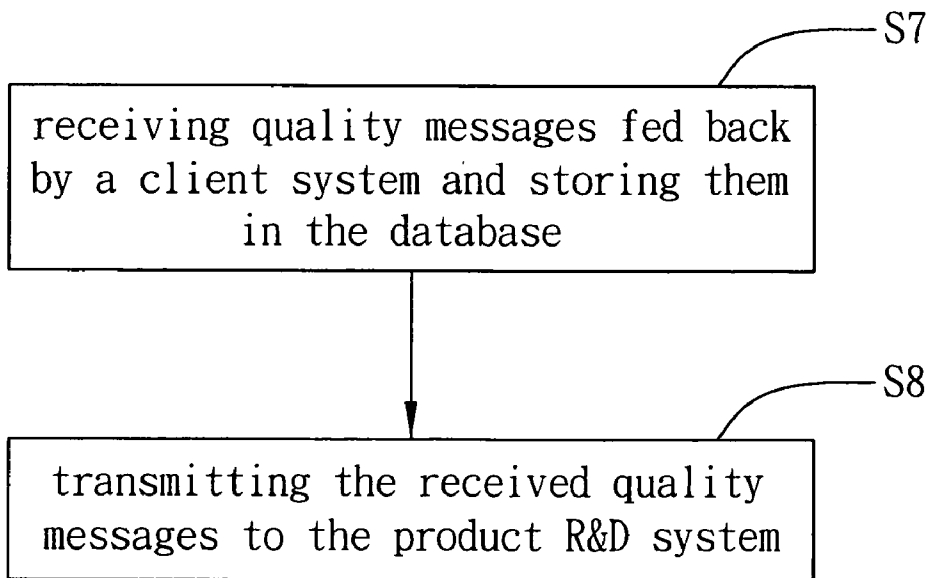 S7
receiving quality messages fed back
by a client system and storing them
in the database
S8
transmitting the received quality
messages to the product R&D system